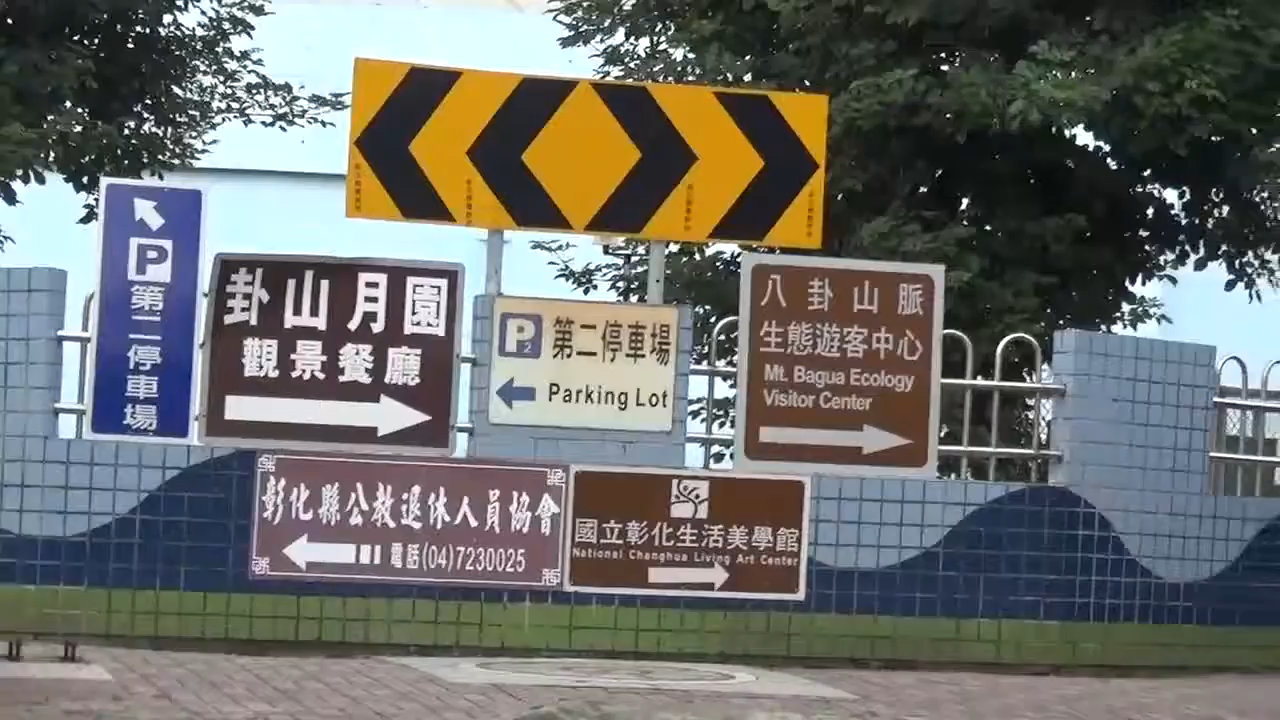 P
第二停車場
卦山月園
觀景餐廳
P2
第二停車場
Parking Lot
八卦山脈
生態遊客中心
Mt. Bagua Ecology
Visitor Center
彰化縣公教退休人員協會
電話(04)7230025
國立彰化生活美學館
National Changhua Living Art Center